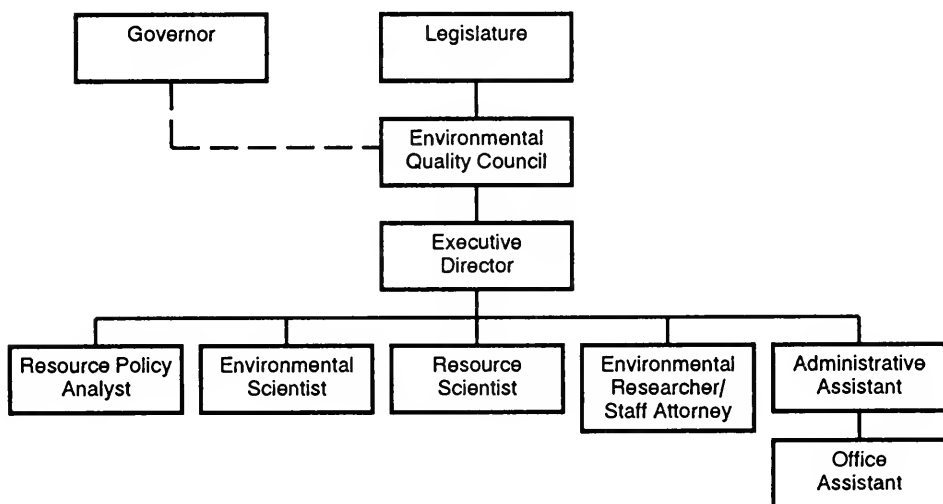 Governor
Legislature
Environmental
Quality Council
Executive
Director
Resource Policy
Analyst
Environmental
Scientist
Resource
Scientist
Environmental
Researcher/
Staff Attorney
Administrative
Assistant
Office
Assistant